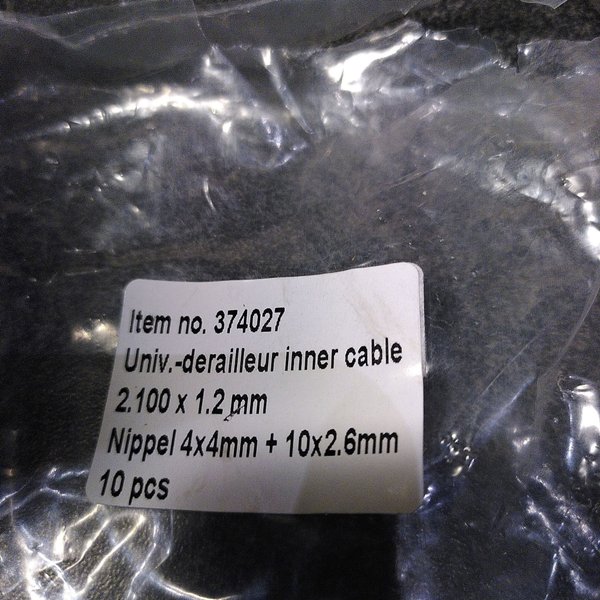 Item no. 374027
Univ.-derailleur inner cable
2.100 x 1.2 mm
Nippel 4x4mm + 10x2.6mm
10 pcs